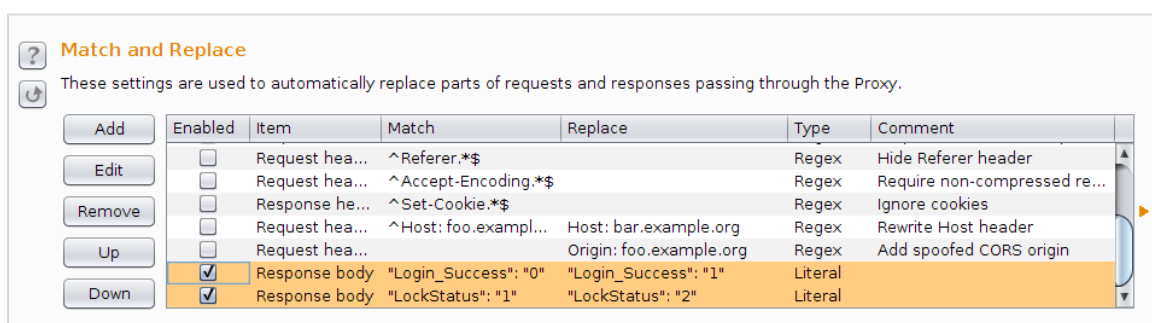 Match and Replace
These settings are used to automatically replace parts of requests and responses passing through the Proxy.
Add
Edit
Remove
Up
Down
Enabled Item Match Replace Type Comment
Request hea... ^Referer.*$ Regex Hide Referer header
Request hea... ^Accept-Encoding.*$ Regex Require non-compressed re...
Response he... ^Set-Cookie.*$ Regex Ignore cookies
Request hea... ^Host: foo.exampl... Host: bar.example.org Regex Rewrite Host header
Request hea... Origin: foo.example.org Regex Add spoofed CORS origin
Response body "Login_Success": "0" "Login_Success": "1" Literal
Response body "LockStatus": "1" "LockStatus": "2" Literal